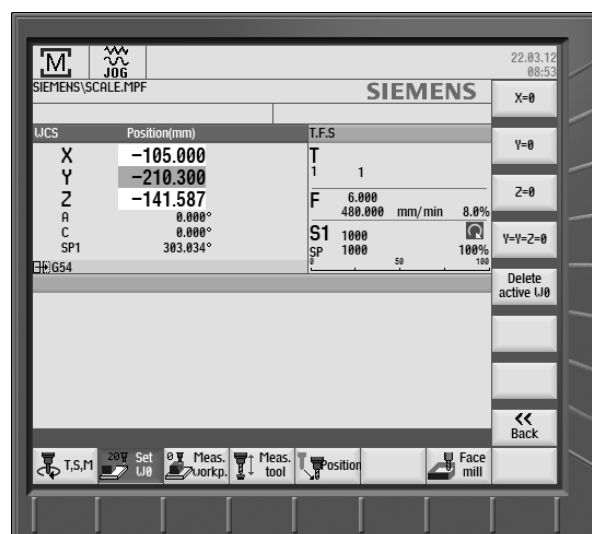 M
JOG
22.03.12
08:53
SIEMENS\SCALE.MPF
SIEMENS
X=0
WCS Position(mm) T.F.S
Y=0
X -105.000 T
1 1
Y -210.300
Z -141.587 F 6.000
480.000 mm/min 8.0%
Z=0
A 0.000°
C 0.000° S1 1000
SP1 303.034° SP 1000 100%
Y=Y=Z=0
0 50 100
G54
Delete
active W0
<<
Back
T,S,M
Set
W0
Meas.
workp.
Meas.
tool
Position
Face
mill